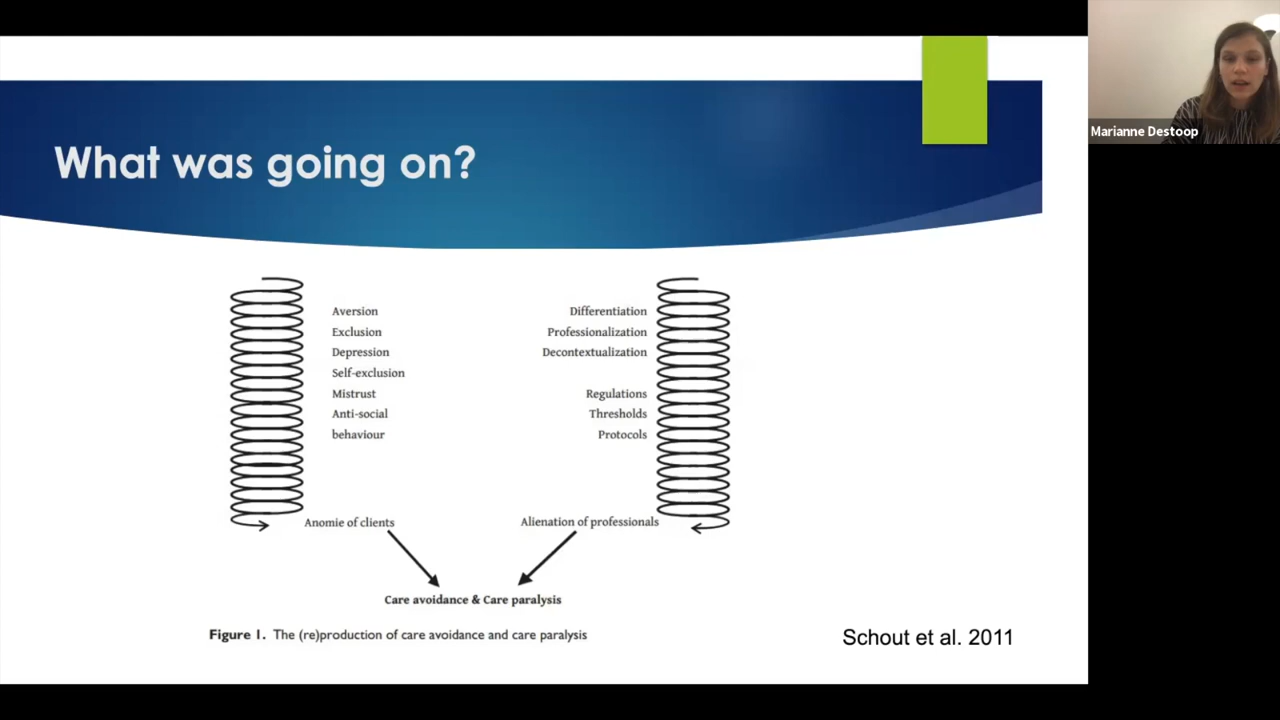 What was going on?
Marianne Destoop
Aversion
Exclusion
Depression
Self-exclusion
Mistrust
Anti-social
behaviour
Differentiation
Professionalization
Decontextualization
Regulations
Thresholds
Protocols
Anomie of clients
Alienation of professionals
Care avoidance & Care paralysis
Figure 1. The (re)production of care avoidance and care paralysis
Schout et al. 2011